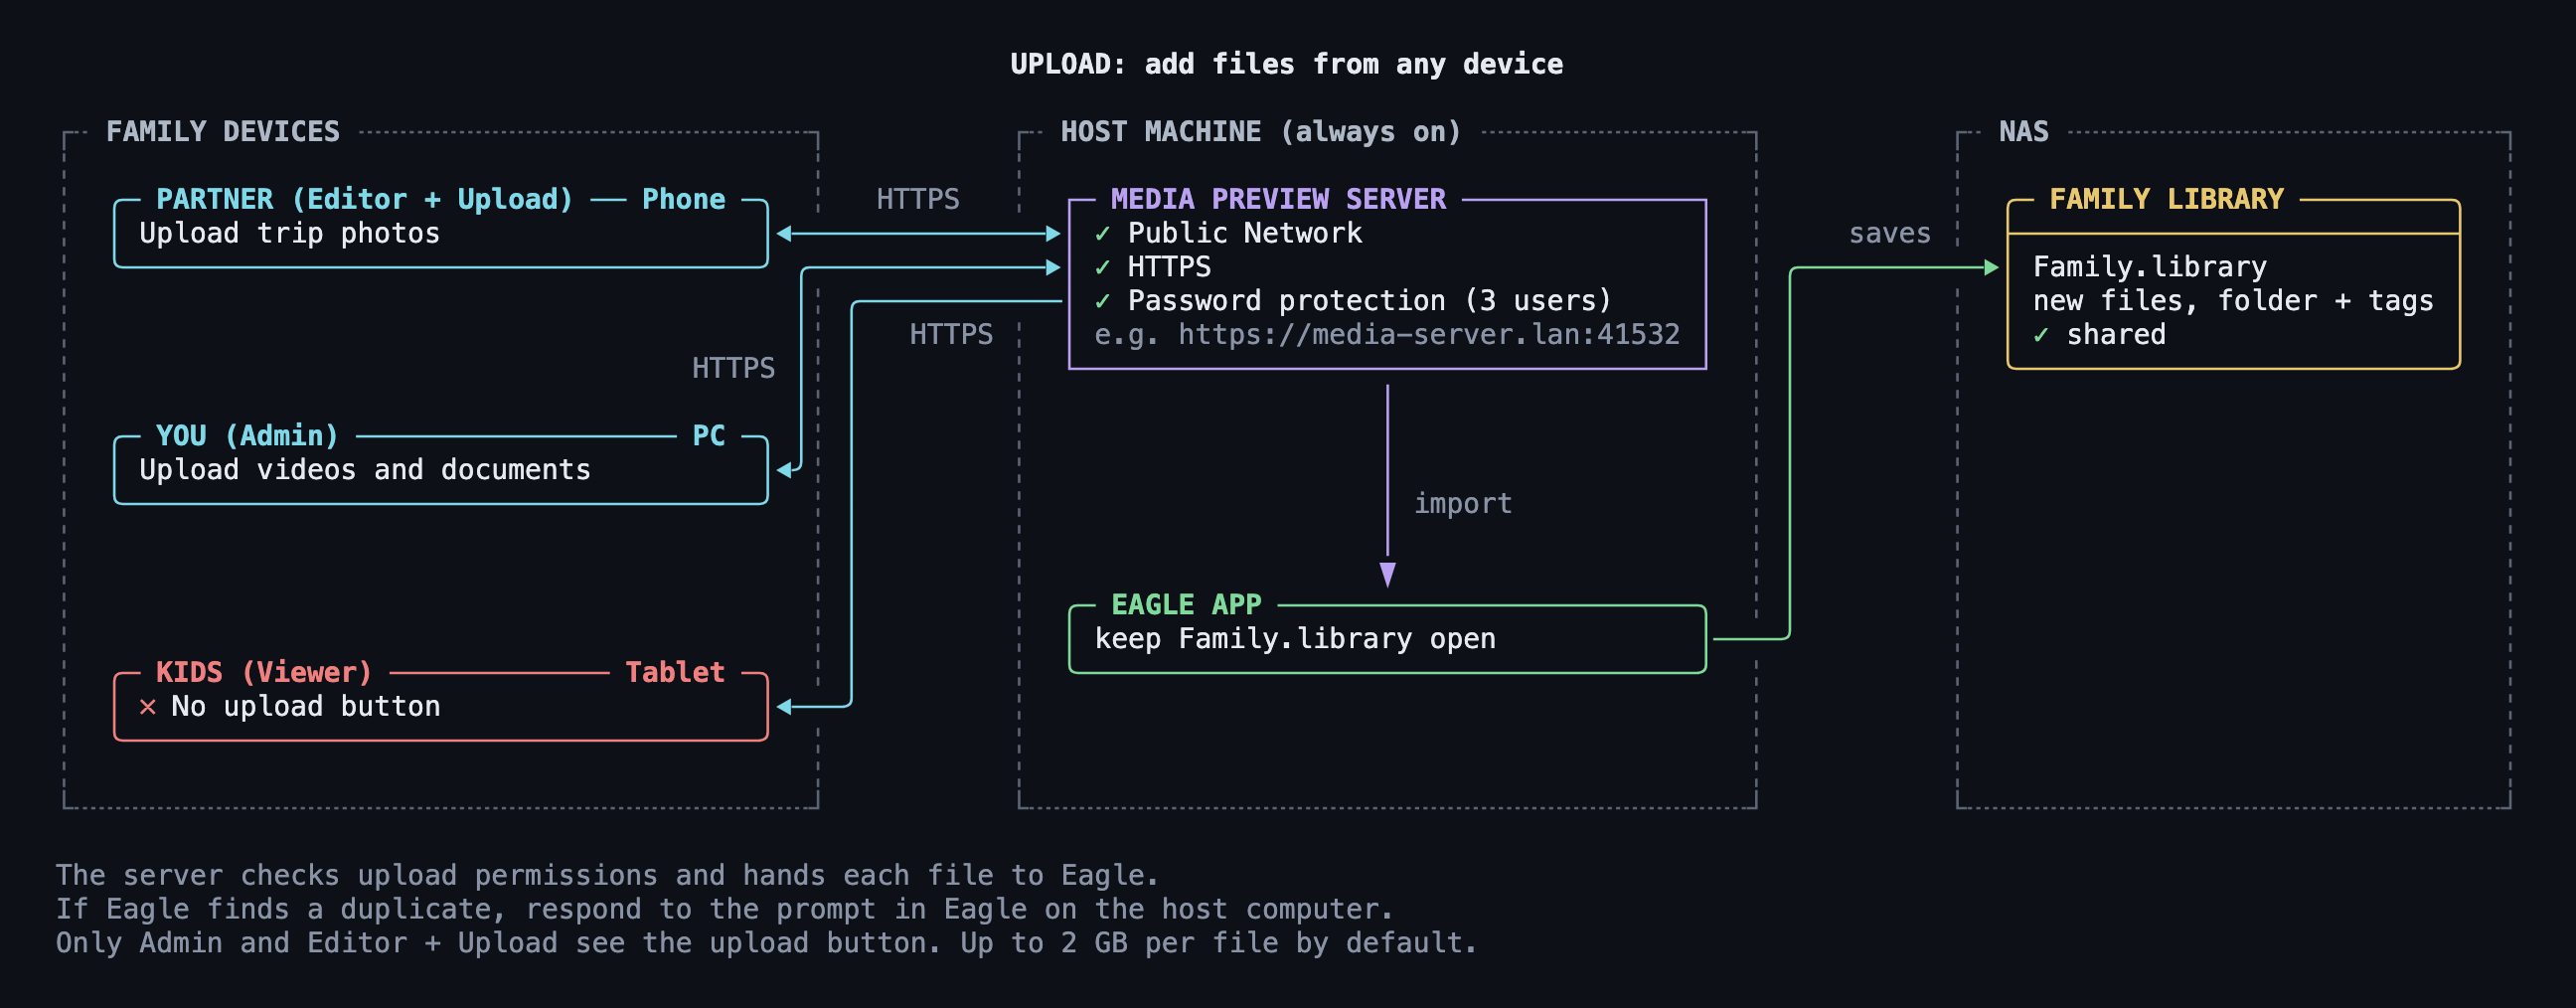 UPLOAD: add files from any device
FAMILY DEVICES
PARTNER (Editor + Upload) Phone
Upload trip photos
HTTPS
HTTPS
YOU (Admin) PC
Upload videos and documents
HTTPS
KIDS (Viewer) Tablet
✕ No upload button
HOST MACHINE (always on)
MEDIA PREVIEW SERVER
✓ Public Network
✓ HTTPS
✓ Password protection (3 users)
e.g. https://media-server.lan:41532
import
EAGLE APP
keep Family.library open
saves
NAS
FAMILY LIBRARY
Family.library
new files, folder + tags
✓ shared
The server checks upload permissions and hands each file to Eagle.
If Eagle finds a duplicate, respond to the prompt in Eagle on the host computer.
Only Admin and Editor + Upload see the upload button. Up to 2 GB per file by default.